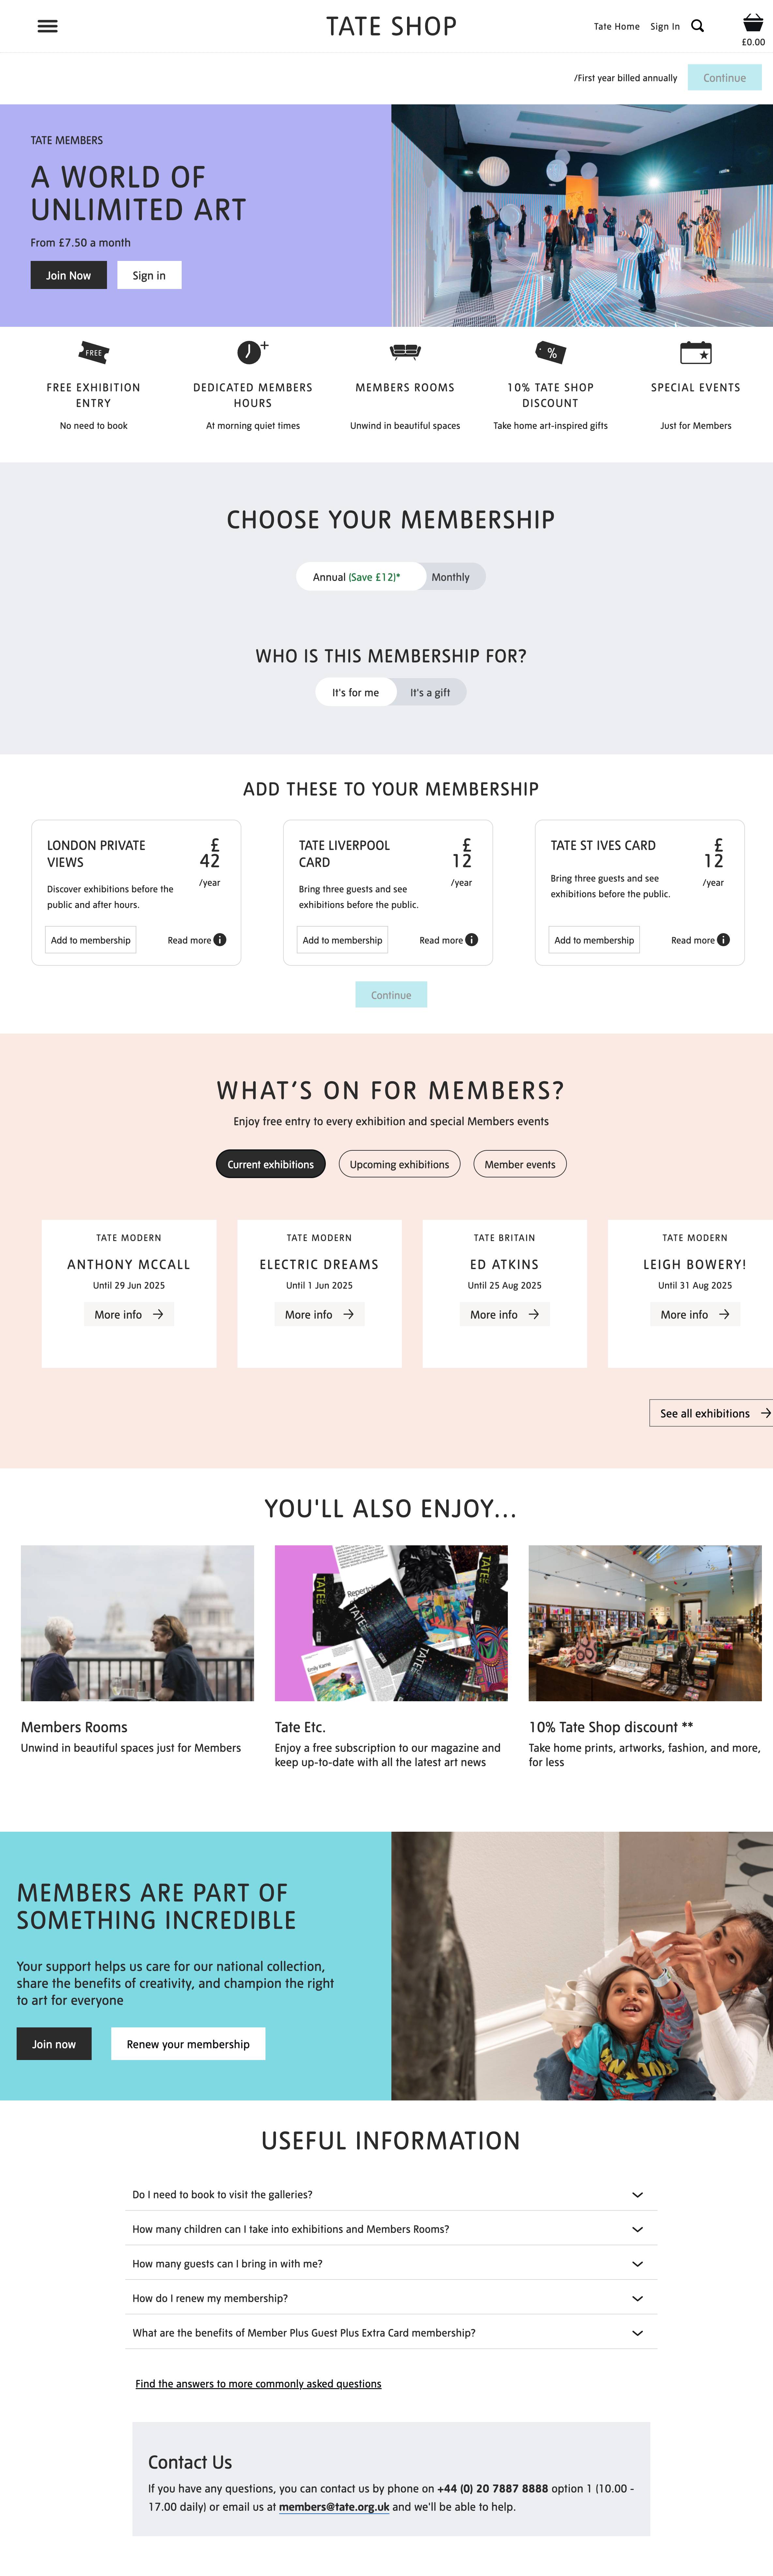 TATE SHOP
Tate Home
Sign In
£0.00
/First year billed annually
Continue
TATE MEMBERS
A WORLD OF
UNLIMITED ART
From £7.50 a month
Join Now
Sign in
FREE
FREE EXHIBITION
ENTRY
No need to book
DEDICATED MEMBERS
HOURS
At morning quiet times
MEMBERS ROOMS
Unwind in beautiful spaces
%
10% TATE SHOP
DISCOUNT
Take home art-inspired gifts
SPECIAL EVENTS
Just for Members
CHOOSE YOUR MEMBERSHIP
Annual (Save £12)*
Monthly
WHO IS THIS MEMBERSHIP FOR?
It's for me
It's a gift
ADD THESE TO YOUR MEMBERSHIP
LONDON PRIVATE
VIEWS
£
42
/year
Discover exhibitions before the
public and after hours.
Add to membership
Read more
TATE LIVERPOOL
CARD
£
12
/year
Bring three guests and see
exhibitions before the public.
Add to membership
Read more
TATE ST IVES CARD
£
12
/year
Bring three guests and see
exhibitions before the public.
Add to membership
Read more
Continue
WHAT’S ON FOR MEMBERS?
Enjoy free entry to every exhibition and special Members events
Current exhibitions
Upcoming exhibitions
Member events
TATE MODERN
ANTHONY MCCALL
Until 29 Jun 2025
More info
TATE MODERN
ELECTRIC DREAMS
Until 1 Jun 2025
More info
TATE BRITAIN
ED ATKINS
Until 25 Aug 2025
More info
TATE MODERN
LEIGH BOWERY!
Until 31 Aug 2025
More info
See all exhibitions
YOU'LL ALSO ENJOY...
TATE
TATE
TATE
TATE
Emily Kame
Members Rooms
Unwind in beautiful spaces just for Members
Tate Etc.
Enjoy a free subscription to our magazine and
keep up-to-date with all the latest art news
10% Tate Shop discount **
Take home prints, artworks, fashion, and more,
for less
MEMBERS ARE PART OF
SOMETHING INCREDIBLE
Your support helps us care for our national collection,
share the benefits of creativity, and champion the right
to art for everyone
Join now
Renew your membership
USEFUL INFORMATION
Do I need to book to visit the galleries?
How many children can I take into exhibitions and Members Rooms?
How many guests can I bring in with me?
How do I renew my membership?
What are the benefits of Member Plus Guest Plus Extra Card membership?
Find the answers to more commonly asked questions
Contact Us
If you have any questions, you can contact us by phone on +44 (0) 20 7887 8888 option 1 (10.00 -
17.00 daily) or email us at members@tate.org.uk and we'll be able to help.